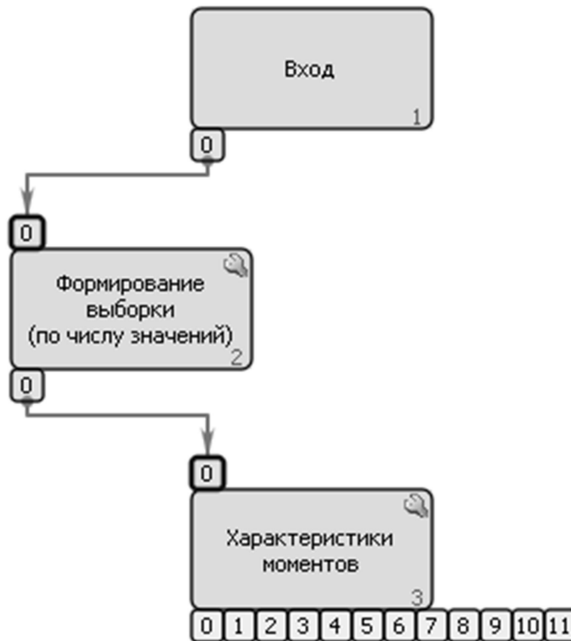 Вход
1
0
0
Формирование
выборки
(по числу значений)
2
0
0
Характеристики
моментов
3
0 1 2 3 4 5 6 7 8 9 10 11